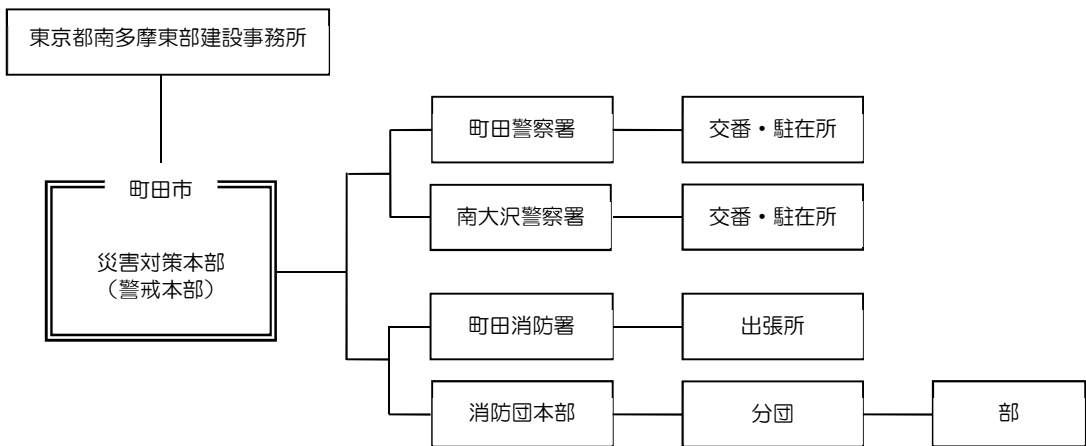 東京都南多摩東部建設事務所
町田市
災害対策本部
（警戒本部）
町田警察署
交番・駐在所
南大沢警察署
交番・駐在所
町田消防署
出張所
消防団本部
分団
部